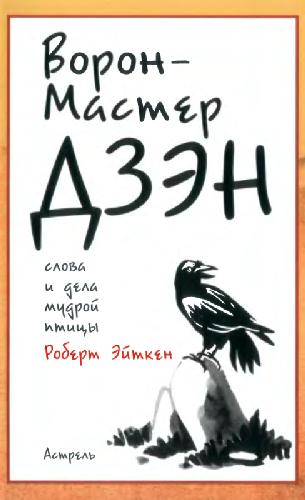 Ворон-
Мастер
ДЗЭН
слова
и дела
мудрой
птицы
Роберт Эйткен
Астрель